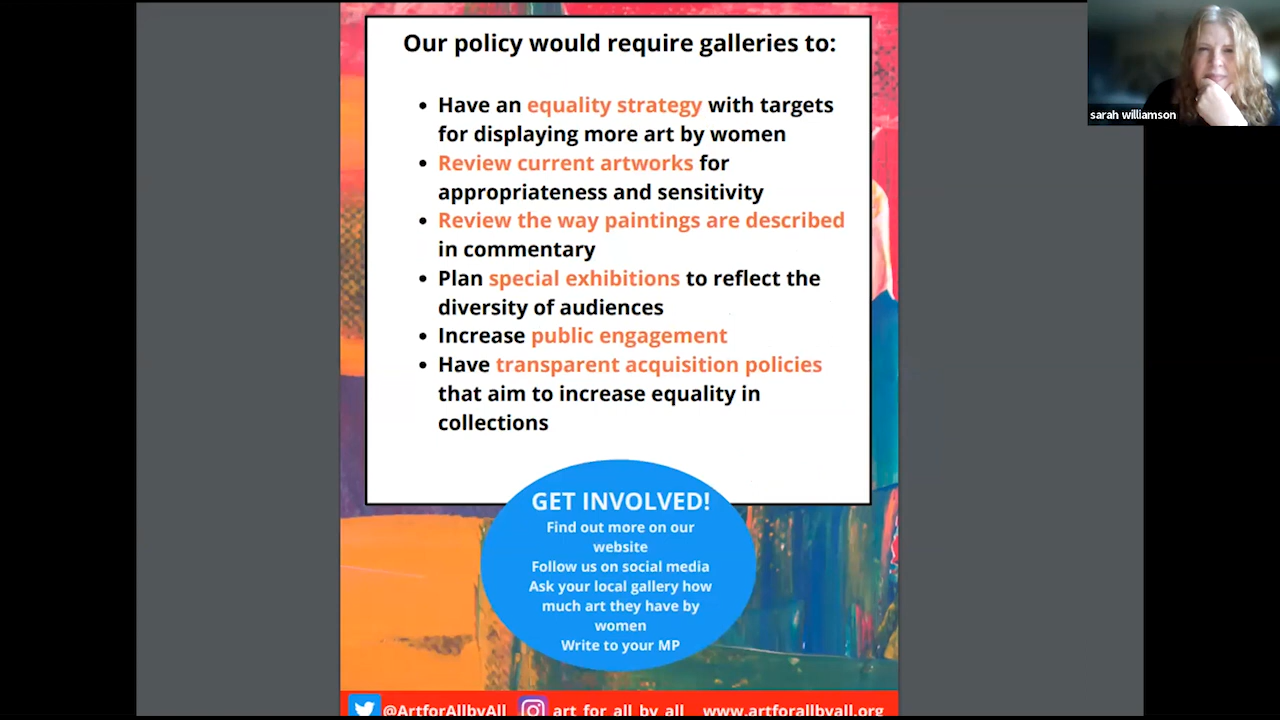 Our policy would require galleries to:
• Have an equality strategy with targets
for displaying more art by women
• Review current artworks for
appropriateness and sensitivity
• Review the way paintings are described
in commentary
• Plan special exhibitions to reflect the
diversity of audiences
• Increase public engagement
• Have transparent acquisition policies
that aim to increase equality in
collections
GET INVOLVED!
Find out more on our
website
Follow us on social media
Ask your local gallery how
much art they have by
women
Write to your MP
@ArtforAllbyAll art_for_all_by_all www.artforallbyall.org
sarah williamson